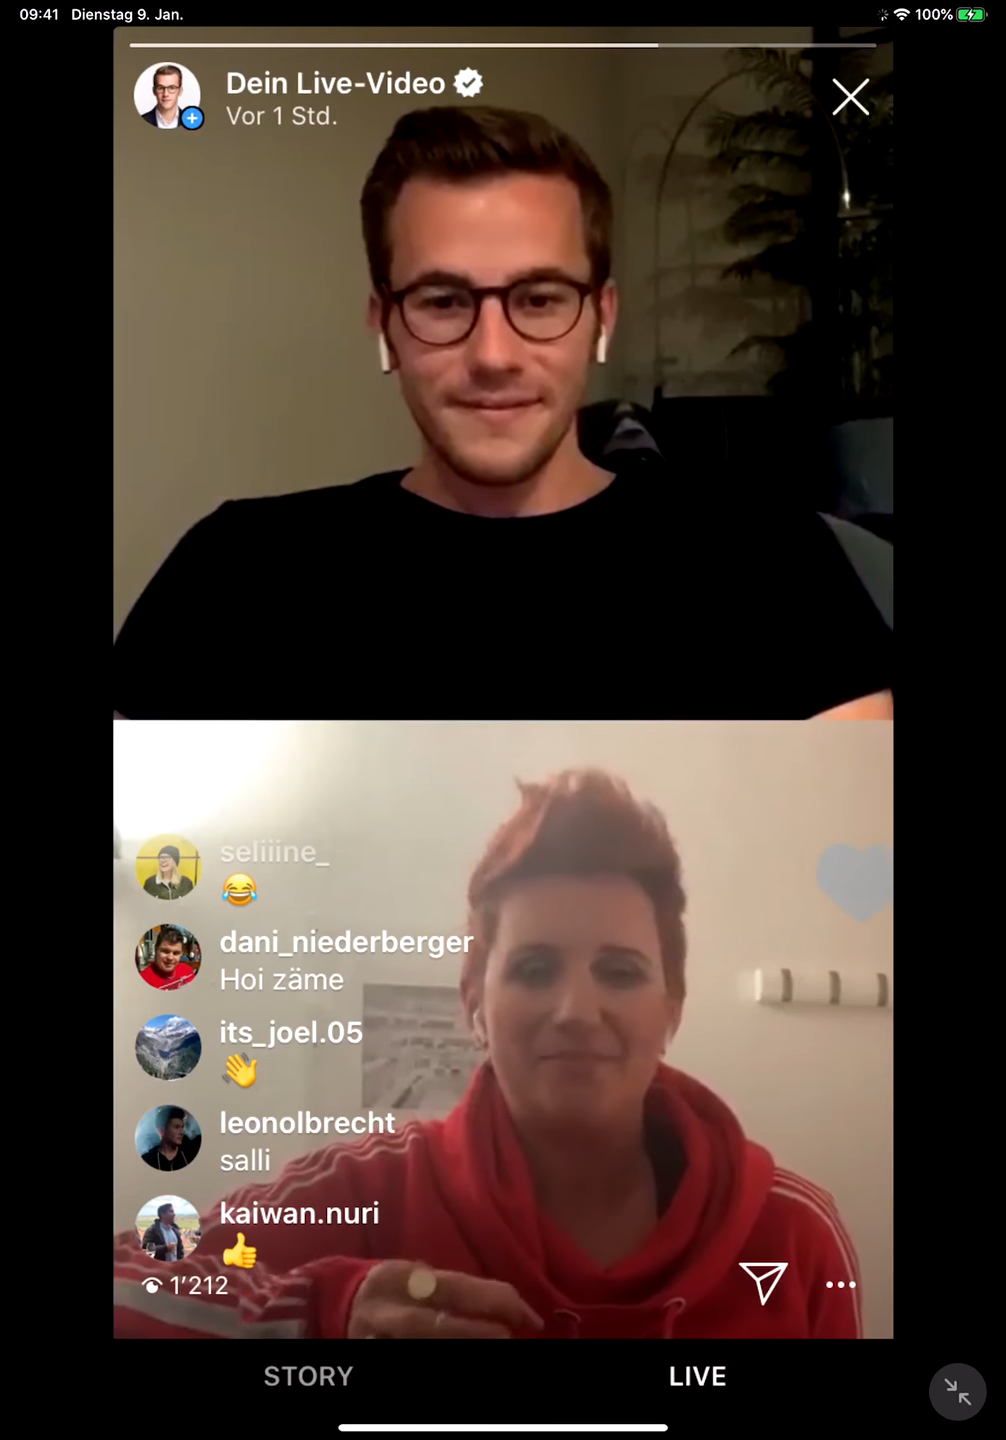 09:41 Dienstag 9. Jan. 100%
Dein Live-Video
Vor 1 Std.
seliiine_
😂
dani_niederberger
Hoi zäme
its_joel.05
👋
leonolbrecht
salli
kaiwan.nuri
👍
1’212
STORY LIVE